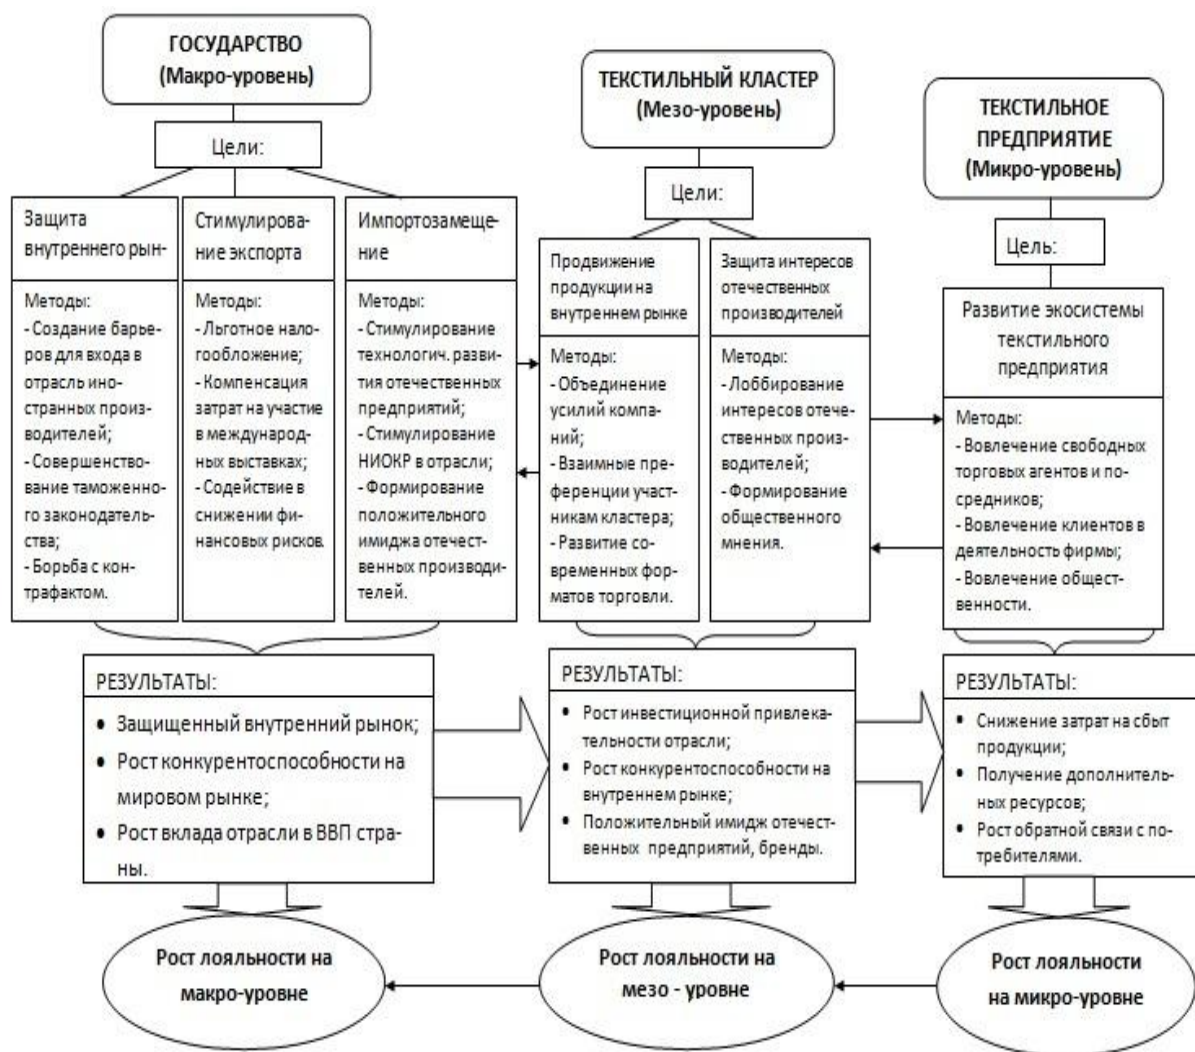 ГОСУДАРСТВО
(Макро-уровень)
Цели:
Защита
внутреннего рын-
Методы:
- Создание барье-
ров для входа в
отрасль ино-
странных произ-
водителей;
- Совершенство-
вание таможенно-
го законодатель-
ства;
- Борьба с кон-
трафактом.
Стимулирова-
ние экспорта
Методы:
- Льготное нало-
гообложение;
- Компенсация
затрат на участие
в международ-
ных выставках;
- Содействие в
снижении фи-
нансовых рисков.
Импортозамеще-
ние
Методы:
- Стимулирование
технологич. разви-
тия отечественных
предприятий;
- Стимулирование
НИОКР в отрасли;
- Формирование
положительного
имиджа отечест-
венных производи-
телей.
РЕЗУЛЬТАТЫ:
• Защищенный внутренний рынок;
• Рост конкурентоспособности на
мировом рынке;
• Рост вклада отрасли в ВВП стра-
ны.
Рост лояльности на
макро-уровне
ТЕКСТИЛЬНЫЙ КЛАСТЕР
(Мезо-уровень)
Цели:
Продвижение
продукции на
внутреннем рынке
Методы:
- Объединение
усилий компа-
ний;
- Взаимные пре-
ференции участ-
никам кластера;
- Развитие со-
временных фор-
матов торговли.
Защита интересов
отечественных
производителей
Методы:
- Лоббирование
интересов отече-
ственных произ-
водителей;
- Формирование
общественного
мнения.
РЕЗУЛЬТАТЫ:
• Рост инвестиционной привлека-
тельности отрасли;
• Рост конкурентоспособности на
внутреннем рынке;
• Положительный имидж отечест-
венных предприятий, бренды.
Рост лояльности на
мезо - уровне
ТЕКСТИЛЬНОЕ
ПРЕДПРИЯТИЕ
(Микро-уровень)
Цель:
Развитие экосистемы
текстильного
предприятия
Методы:
- Вовлечение свободных
торговых агентов и по-
средников;
- Вовлечение клиентов в
деятельность фирмы;
- Вовлечение общест-
венности.
РЕЗУЛЬТАТЫ:
• Снижение затрат на сбыт
продукции;
• Получение дополнитель-
ных ресурсов;
• Рост обратной связи с по-
требителями.
Рост лояльности
на микро-уровне